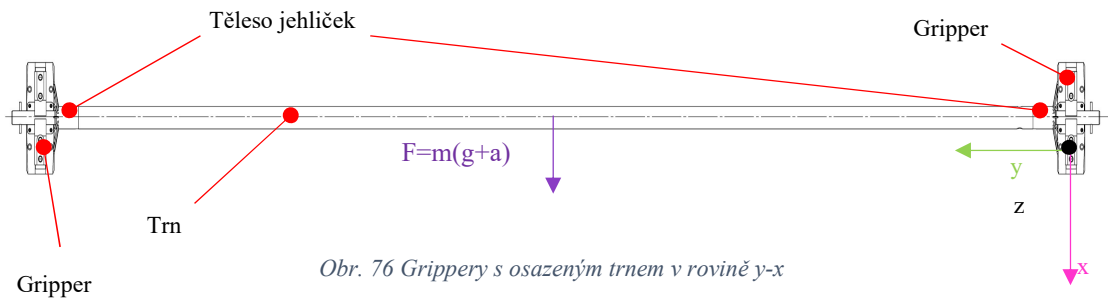 Těleso jehliček
Gripper
F=m(g+a)
y
z
Trn
x
Obr. 76 Grippery s osazeným trnem v rovině y-x
Gripper